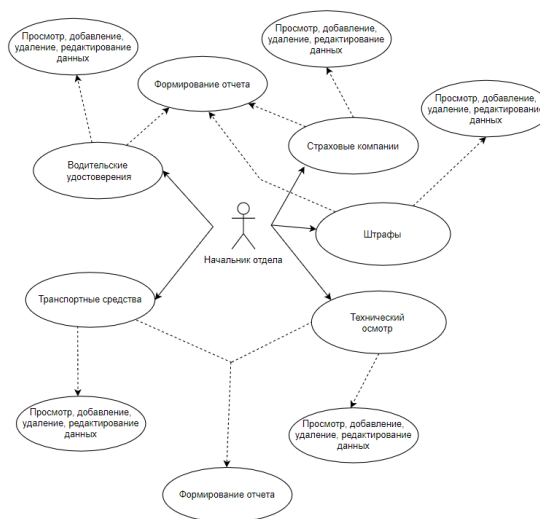 Просмотр, добавление,
удаление, редактирование
данных
Просмотр, добавление,
удаление, редактирование
данных
Формирование отчета
Просмотр, добавление,
удаление, редактирование
данных
Страховые компании
Водительские
удостоверения
Штрафы
Начальник отдела
Транспортные средства
Технический
осмотр
Просмотр, добавление,
удаление, редактирование
данных
Просмотр, добавление,
удаление, редактирование
данных
Формирование отчета